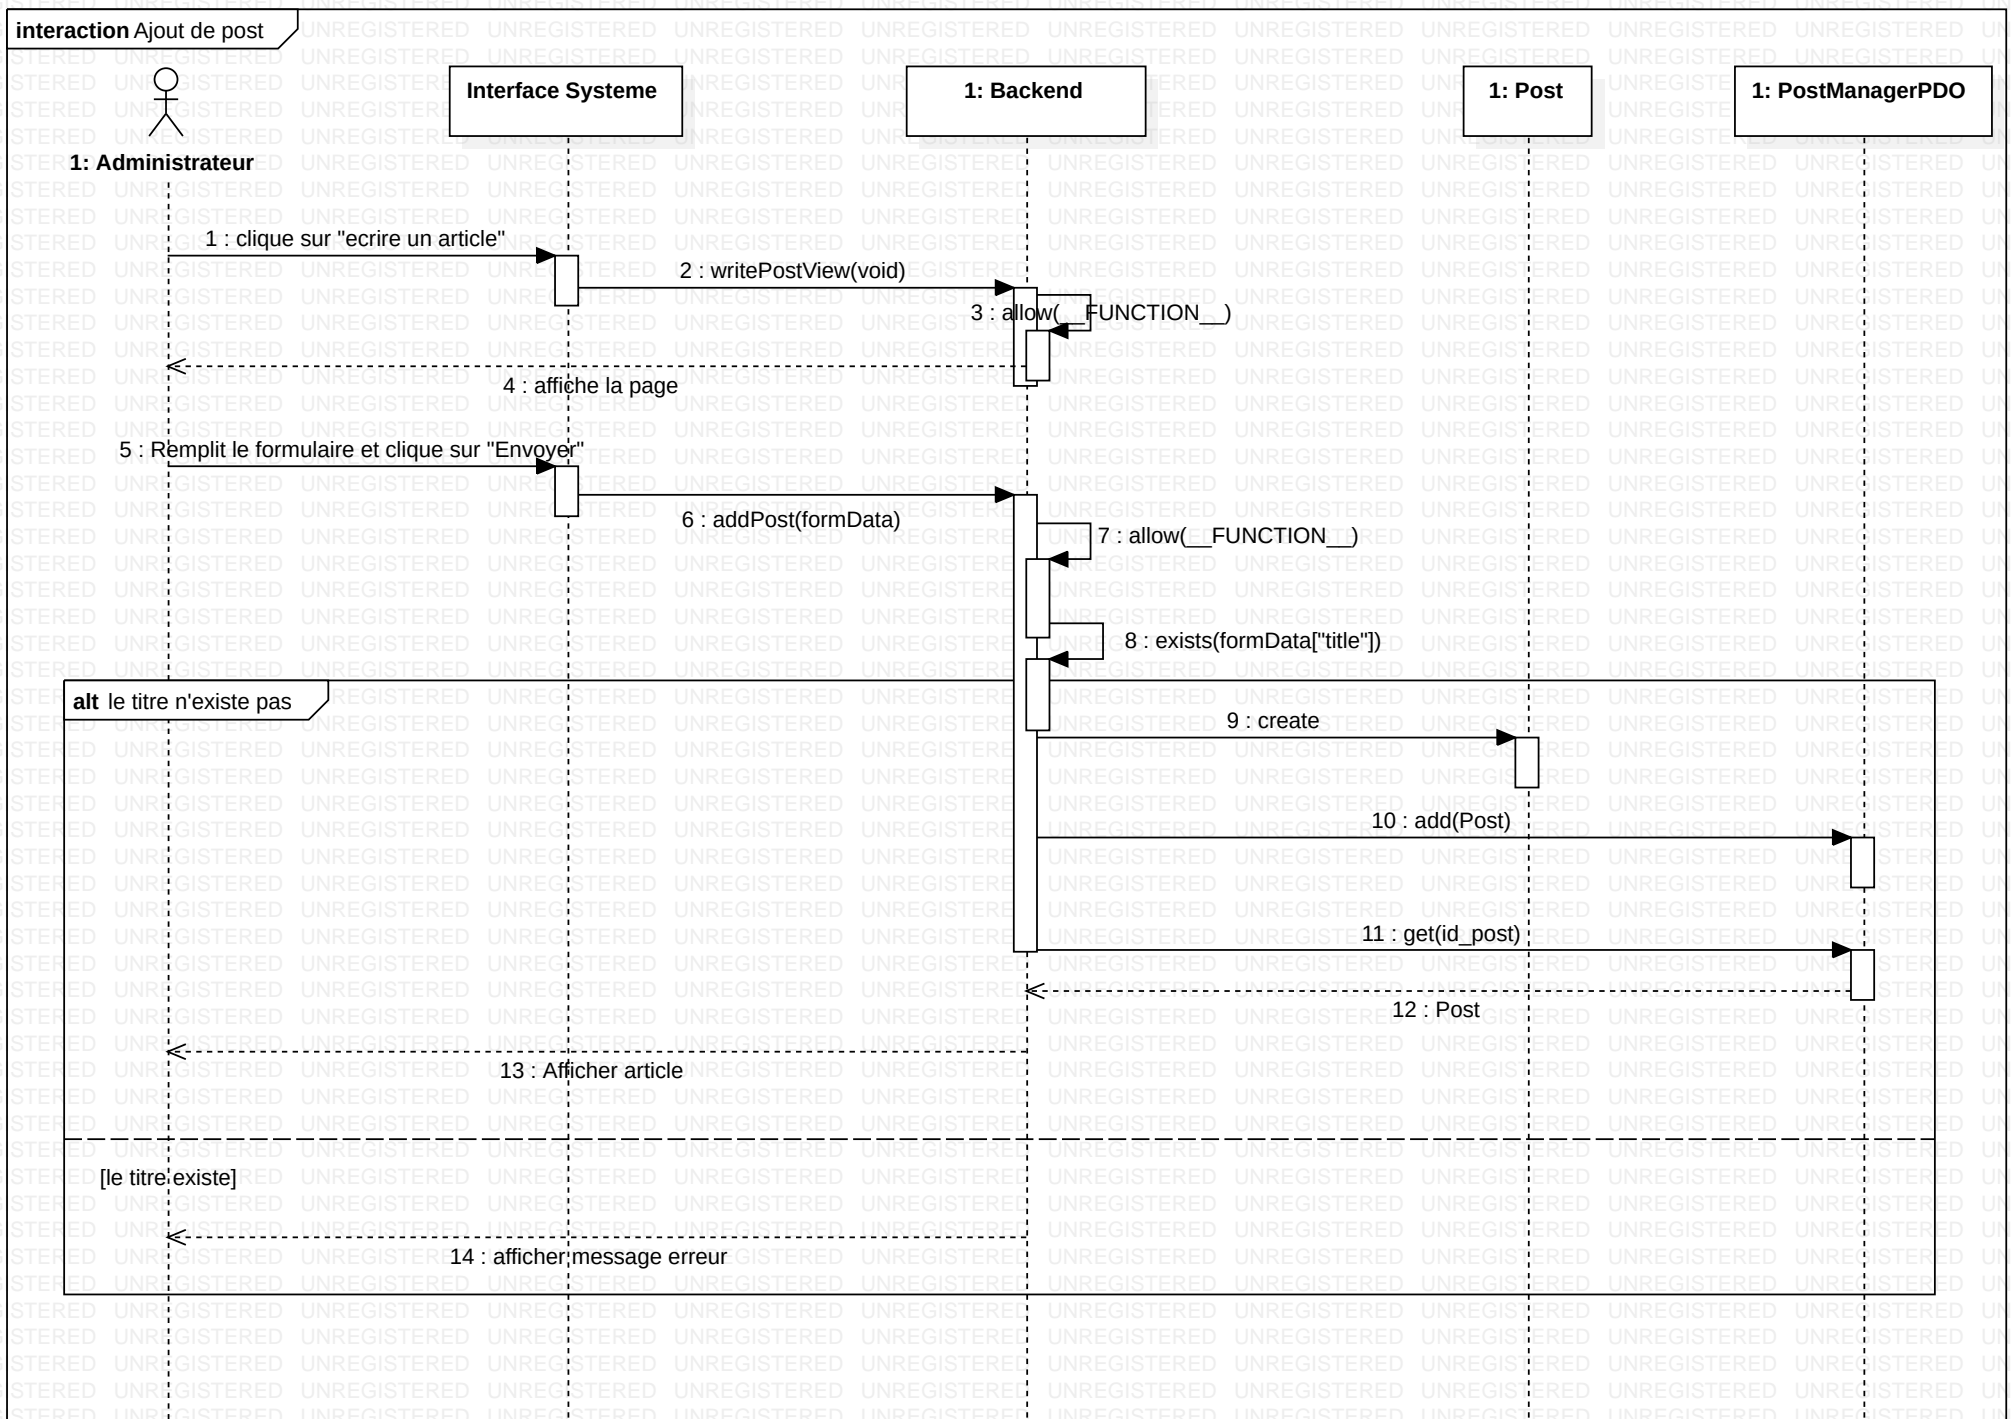 interaction Ajout de post
1: Administrateur
Interface Systeme
1: Backend
1: Post
1: PostManagerPDO
1 : clique sur "ecrire un article"
2 : writePostView(void)
3 : allow(__FUNCTION__)
4 : affiche la page
5 : Remplit le formulaire et clique sur "Envoyer"
6 : addPost(formData)
7 : allow(__FUNCTION__)
8 : exists(formData["title"])
alt le titre n'existe pas
9 : create
10 : add(Post)
11 : get(id_post)
12 : Post
13 : Afficher article
[le titre existe]
14 : afficher message erreur
UNREGISTERED